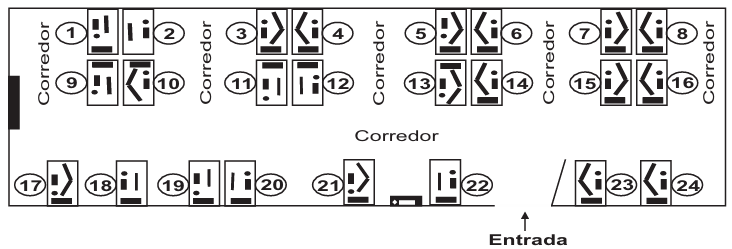 Corredor 1 2 Corredor 3 4 Corredor 5 6 Corredor 7 8 Corredor
9 10 11 12 13 14 15 16
Corredor
17 18 19 20 21 22 23 24
Entrada